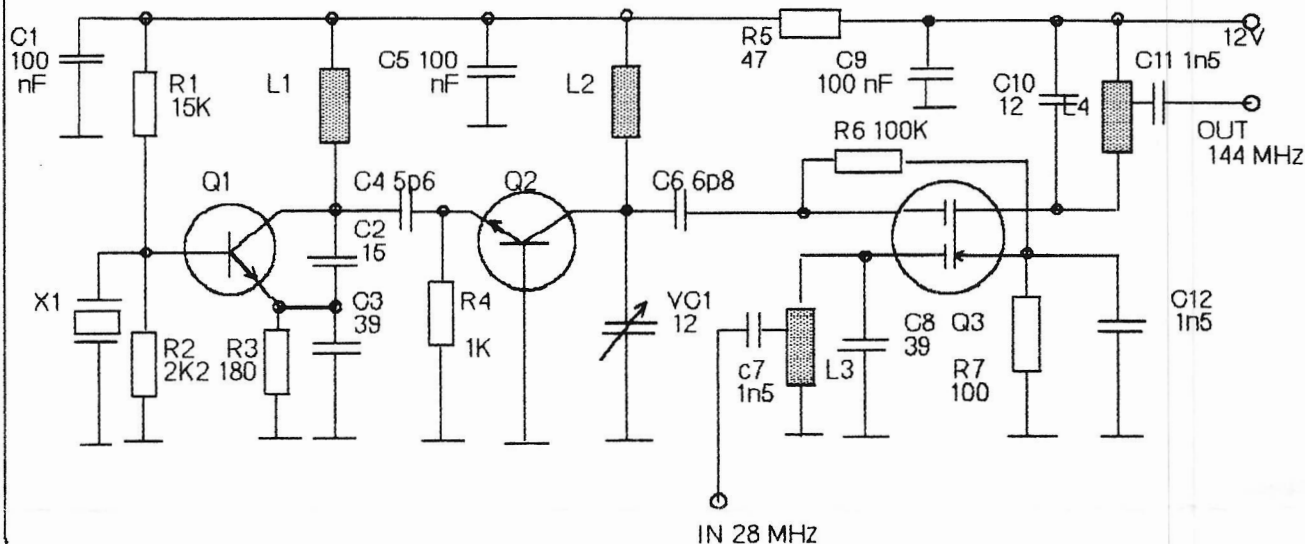 C1
100
nF
R1
15K
L1
C5 100
nF
L2
R5
47
C9
100 nF
C10
12
L4
C11 1n5
12V
OUT
144 MHz
R6 100K
Q1
C4 5p6
Q2
C6 6p8
C2
15
X1
R2
2K2
R3
180
C3
39
R4
1K
VC1
12
c7
1n5
L3
C8
39
Q3
R7
100
C12
1n5
IN 28 MHz